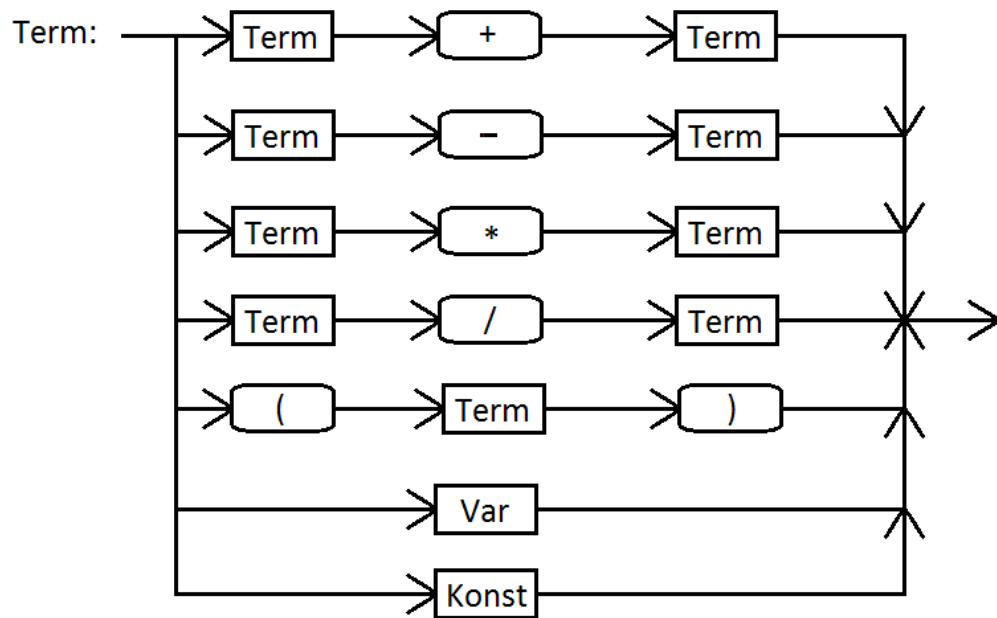 Term: Term + Term
Term - Term
Term * Term
Term / Term
( Term )
Var
Konst